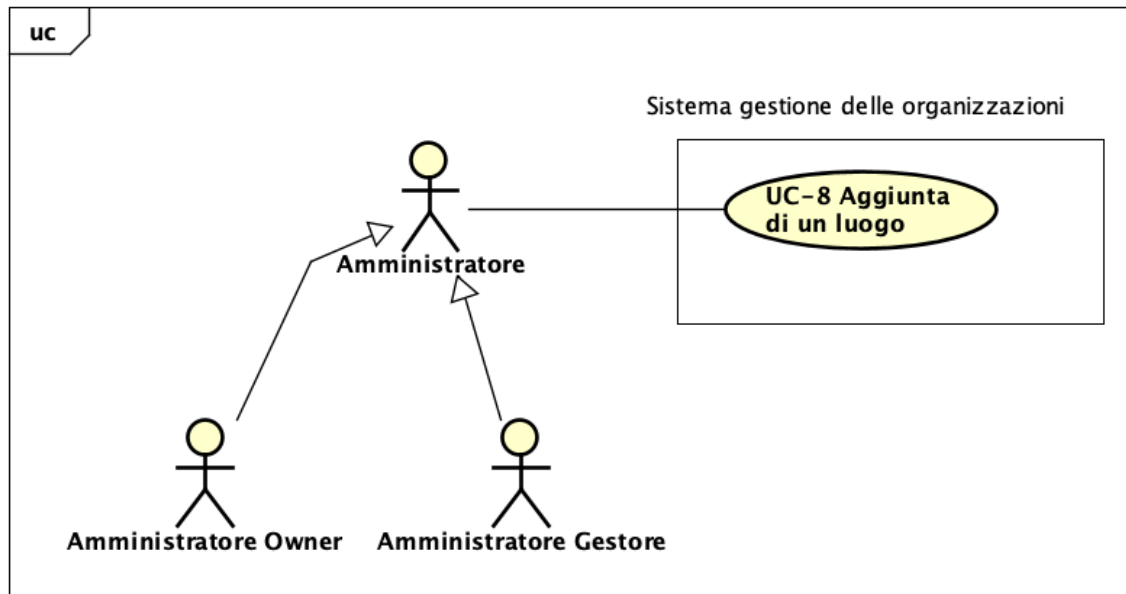 uc
Sistema gestione delle organizzazioni
UC-8 Aggiunta
di un luogo
Amministratore
Amministratore Owner
Amministratore Gestore